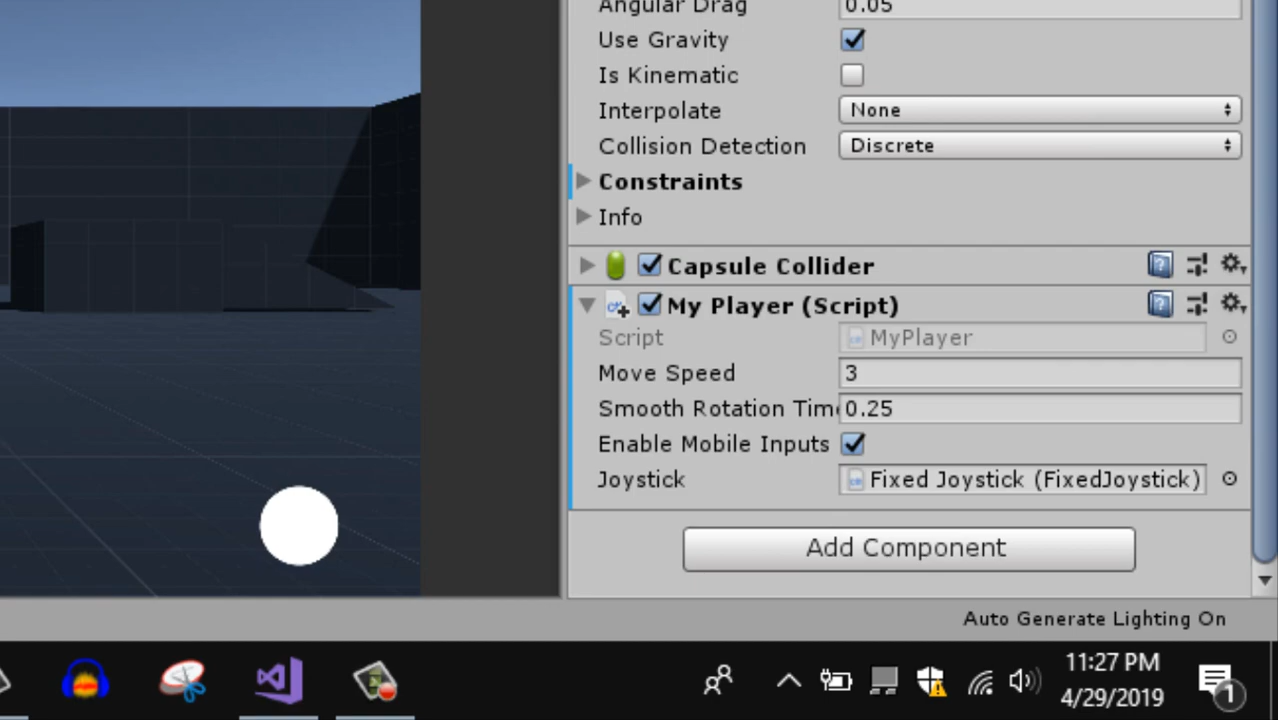 Angular Drag 0.05
Use Gravity
Is Kinematic
Interpolate None
Collision Detection Discrete
Constraints
Info
Capsule Collider
My Player (Script)
Script MyPlayer
Move Speed 3
Smooth Rotation Tim 0.25
Enable Mobile Inputs
Joystick Fixed Joystick (FixedJoystick)
Add Component
Auto Generate Lighting On
11:27 PM
4/29/2019
1